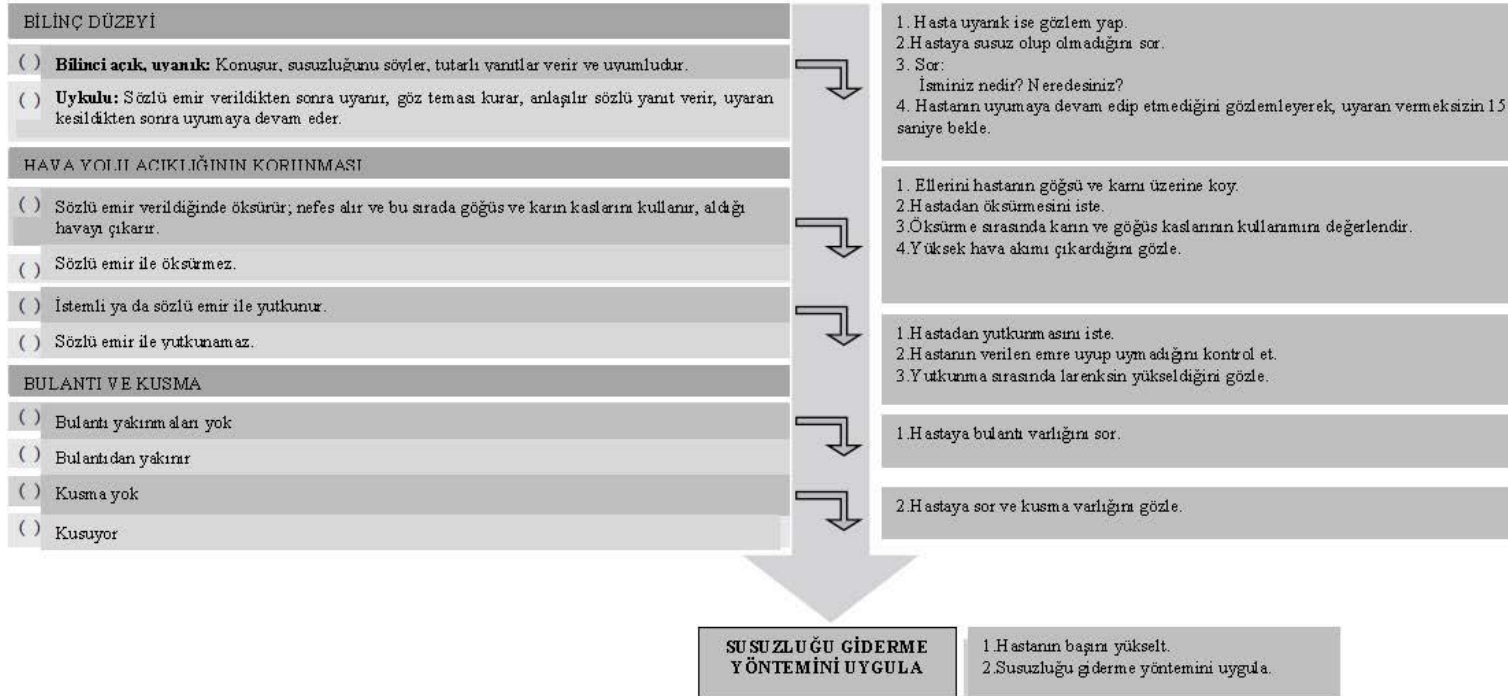 BİLİNÇ DÜZEYİ
( ) Bilinci açık, uyanık: Konuşur, susuzluğunu söyler, tutarlı yanıtlar verir ve uyumludur.
( ) Uykulu: Sözlü emir verildikten sonra uyanır, göz teması kurar, anlaşılır sözlü yanıt verir, uyaran
kesildikten sonra uyumaya devam eder.
1. Hasta uyanık ise gözlem yap.
2.Hastaya susuz olup olmadığını sor.
3. Sor:
İsminiz nedir? Neredesiniz?
4. Hastanın uyumaya devam edip etmediğini gözlemleyerek, uyaran vermeksizin 15
saniye bekle.
HAVA YOLU AÇIKLIĞININ KORUNMASI
( ) Sözlü emir verildiğinde öksürür; nefes alır ve bu sırada göğüs ve karın kaslarını kullanır, aldığı
havayı çıkarır.
( ) Sözlü emir ile öksürmez.
1. Ellerini hastanın göğsü ve karnı üzerine koy.
2.Hastadan öksürmesini iste.
3.Öksürme sırasında karın ve göğüs kaslarının kullanımını değerlendir.
4.Yüksek hava akımı çıkardığını gözle.
( ) İstemli ya da sözlü emir ile yutkunur.
( ) Sözlü emir ile yutkunamaz.
1.Hastadan yutkunmasını iste.
2.Hastanın verilen emre uyup uymadığını kontrol et.
3.Yutkunma sırasında larenksin yükseldiğini gözle.
BULANTI VE KUSMA
( ) Bulantı yakınmaları yok
( ) Bulantıdan yakınır
1.Hastaya bulantı varlığını sor.
( ) Kusma yok
( ) Kusuyor
2.Hastaya sor ve kusma varlığını gözle.
SUSUZLUĞU GİDERME
YÖNTEMİNİ UYGULA
1.Hastanın başını yükselt.
2.Susuzluğu giderme yöntemini uygula.